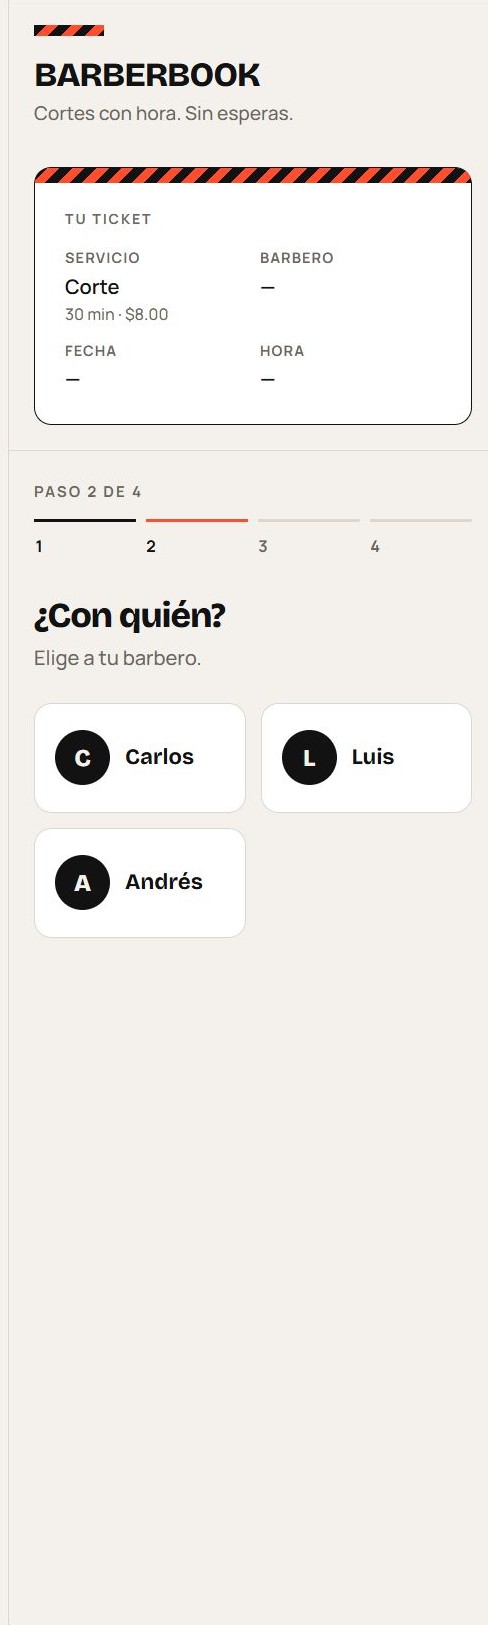 BARBERBOOK
Cortes con hora. Sin esperas.
TU TICKET
SERVICIO
Corte
30 min · $8.00
BARBERO
—
FECHA
—
HORA
—
PASO 2 DE 4
1 2 3 4
¿Con quién?
Elige a tu barbero.
C Carlos
L Luis
A Andrés